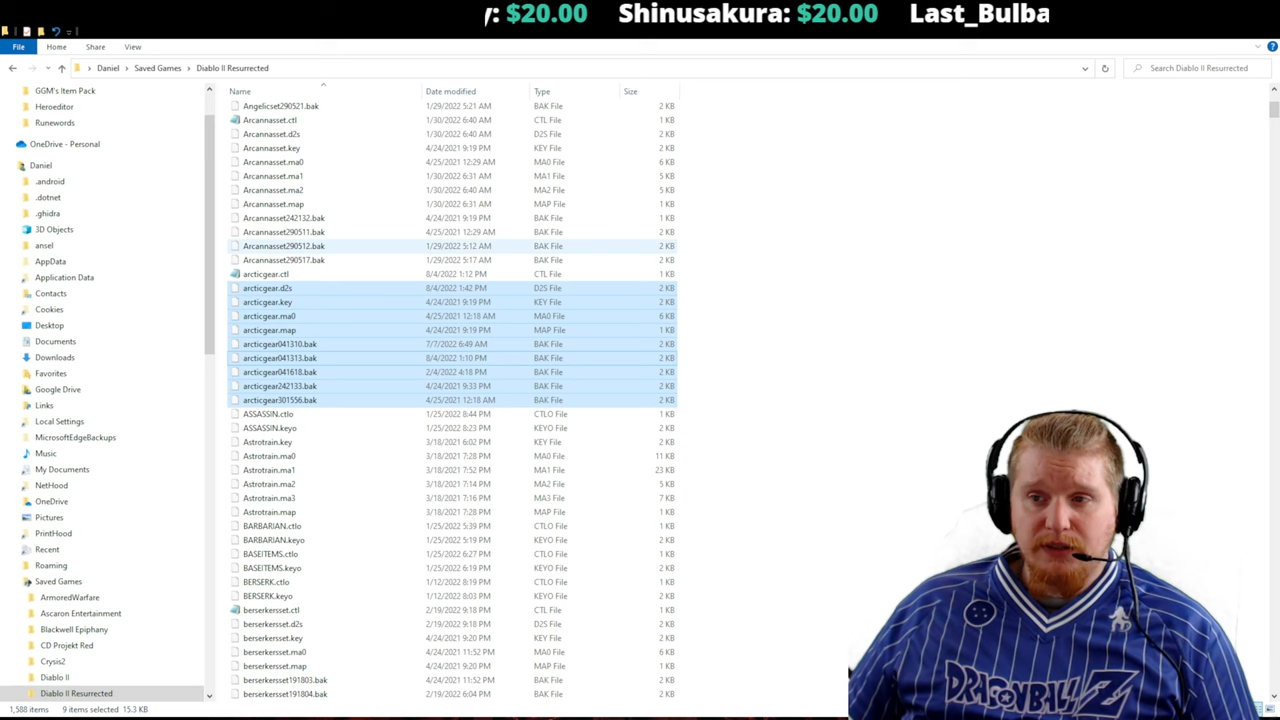 r: $20.00 Shinusakura: $20.00 Last_Bulba
File Home Share View
Daniel Saved Games Diablo II Resurrected Search Diablo II Resurrected
Name Date modified Type Size
GGM's Item Pack
Heroeditor
Runewords
OneDrive - Personal
Daniel
.android
.dotnet
.ghidra
3D Objects
ansel
AppData
Application Data
Contacts
Cookies
Desktop
Documents
Downloads
Favorites
Google Drive
Links
Local Settings
MicrosoftEdgeBackups
Music
My Documents
NetHood
OneDrive
Pictures
PrintHood
Recent
Roaming
Saved Games
ArmoredWarfare
Ascaron Entertainment
Blackwell Epiphany
CD Projekt Red
Crysis2
Diablo II
Diablo II Resurrected
Angelicset290521.bak 1/29/2022 5:21 AM BAK File 2 KB
Arcannasset.ctl 1/30/2022 6:40 AM CTL File 1 KB
Arcannasset.d2s 1/30/2022 6:40 AM D2S File 2 KB
Arcannasset.key 4/24/2021 9:19 PM KEY File 1 KB
Arcannasset.ma0 4/25/2021 12:29 AM MA0 File 6 KB
Arcannasset.ma1 1/30/2022 6:31 AM MA1 File 5 KB
Arcannasset.ma2 1/30/2022 6:40 AM MA2 File 5 KB
Arcannasset.map 1/30/2022 6:31 AM MAP File 1 KB
Arcannasset242132.bak 4/24/2021 9:19 PM BAK File 2 KB
Arcannasset290511.bak 4/25/2021 12:29 AM BAK File 2 KB
Arcannasset290512.bak 1/29/2022 5:12 AM BAK File 2 KB
Arcannasset290517.bak 1/29/2022 5:17 AM BAK File 2 KB
arcticgear.ctl 8/4/2022 1:12 PM CTL File 1 KB
arcticgear.d2s 8/4/2022 1:42 PM D2S File 2 KB
arcticgear.key 4/24/2021 9:19 PM KEY File 1 KB
arcticgear.ma0 4/25/2021 12:18 AM MA0 File 6 KB
arcticgear.map 4/24/2021 9:19 PM MAP File 1 KB
arcticgear041310.bak 7/7/2022 6:49 AM BAK File 2 KB
arcticgear041313.bak 8/4/2022 1:10 PM BAK File 2 KB
arcticgear041618.bak 2/4/2022 4:18 PM BAK File 2 KB
arcticgear242133.bak 4/24/2021 9:33 PM BAK File 2 KB
arcticgear301556.bak 4/25/2021 12:18 AM BAK File 2 KB
ASSASSIN.ctlo 1/25/2022 8:44 PM CTLO File 1 KB
ASSASSIN.keyo 1/25/2022 8:23 PM KEYO File 1 KB
Astrotrain.key 3/18/2021 6:02 PM KEY File 1 KB
Astrotrain.ma0 3/18/2021 7:28 PM MA0 File 11 KB
Astrotrain.ma1 3/18/2021 7:52 PM MA1 File 23 KB
Astrotrain.ma2 3/18/2021 7:14 PM MA2 File 5 KB
Astrotrain.ma3 3/18/2021 7:16 PM MA3 File 7 KB
Astrotrain.map 3/18/2021 7:28 PM MAP File 1 KB
BARBARIAN.ctlo 1/25/2022 5:39 PM CTLO File 1 KB
BARBARIAN.keyo 1/25/2022 5:19 PM KEYO File 1 KB
BASEITEMS.ctlo 1/25/2022 6:27 PM CTLO File 1 KB
BASEITEMS.keyo 1/25/2022 6:19 PM KEYO File 1 KB
BERSERK.ctlo 1/12/2022 8:19 PM CTLO File 1 KB
BERSERK.keyo 1/12/2022 8:03 PM KEYO File 1 KB
berserkersset.ctl 2/19/2022 9:18 PM CTL File 1 KB
berserkersset.d2s 2/19/2022 9:18 PM D2S File 2 KB
berserkersset.key 4/24/2021 9:20 PM KEY File 1 KB
berserkersset.ma0 4/24/2021 11:52 PM MA0 File 6 KB
berserkersset.map 4/24/2021 9:20 PM MAP File 1 KB
berserkersset191803.bak 4/24/2021 11:52 PM BAK File 2 KB
berserkersset191804.bak 2/19/2022 6:04 PM BAK File 2 KB
1,588 items 9 items selected 15.3 KB
DRAGONBALL Z